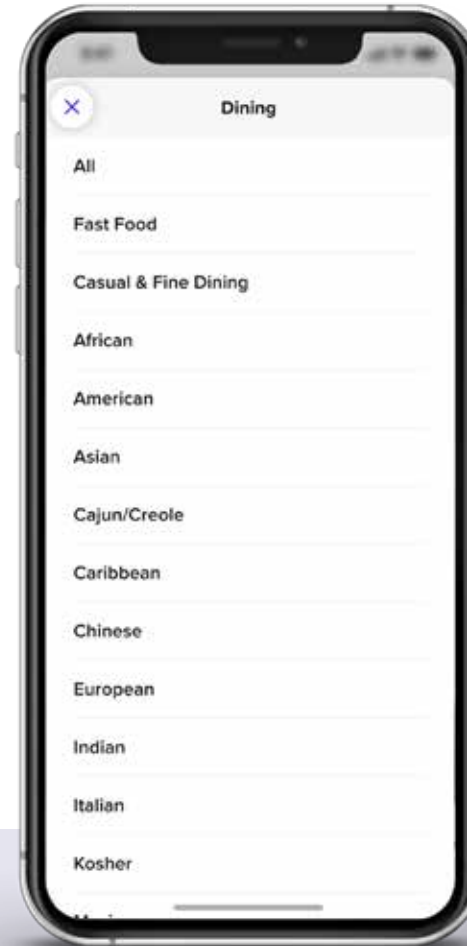 Dining
All
Fast Food
Casual & Fine Dining
African
American
Asian
Cajun/Creole
Caribbean
Chinese
European
Indian
Italian
Kosher